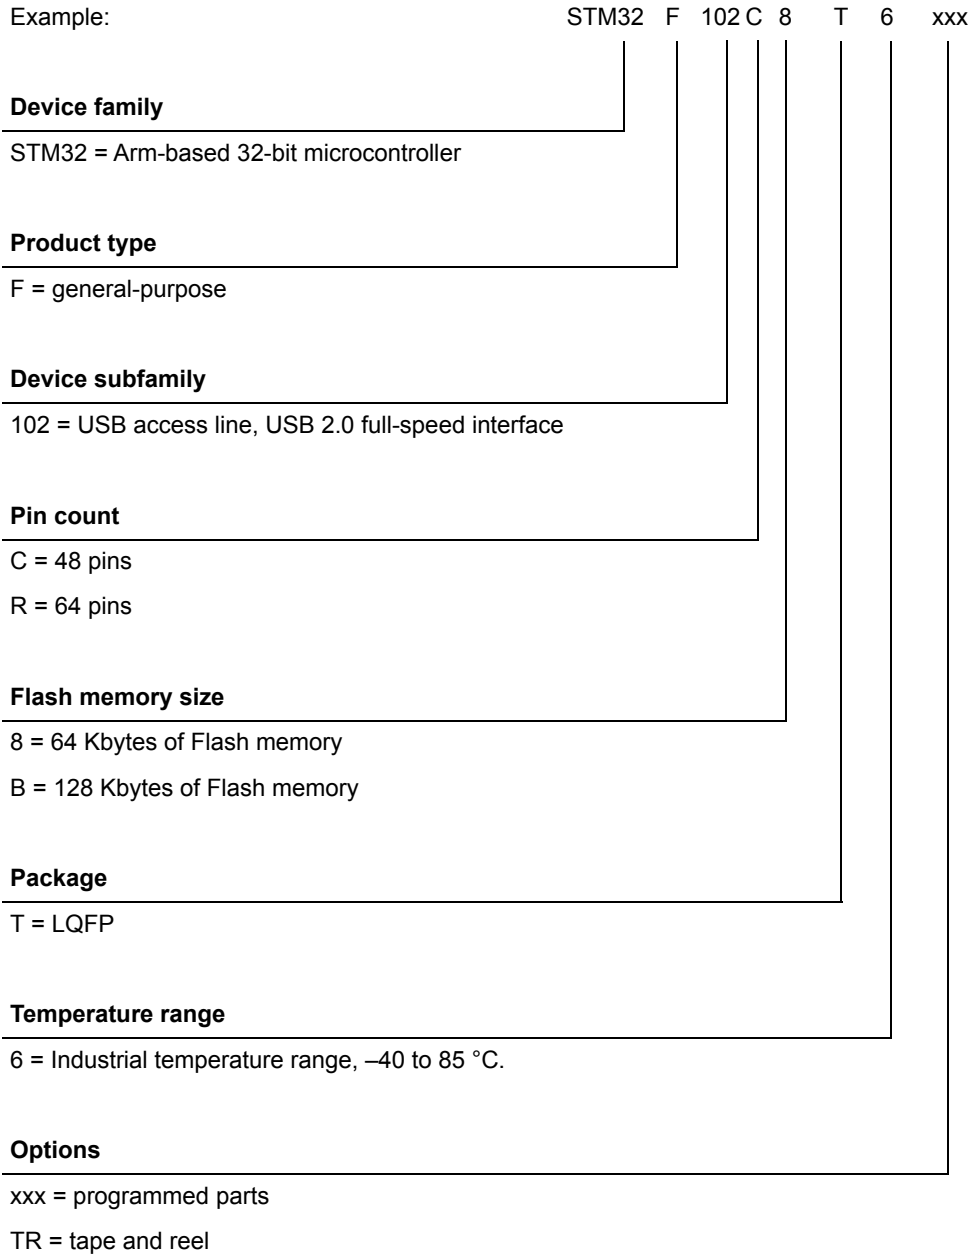 Example: STM32 F 102 C 8 T 6 xxx
Device family
STM32 = Arm-based 32-bit microcontroller
Product type
F = general-purpose
Device subfamily
102 = USB access line, USB 2.0 full-speed interface
Pin count
C = 48 pins
R = 64 pins
Flash memory size
8 = 64 Kbytes of Flash memory
B = 128 Kbytes of Flash memory
Package
T = LQFP
Temperature range
6 = Industrial temperature range, –40 to 85 °C.
Options
xxx = programmed parts
TR = tape and reel